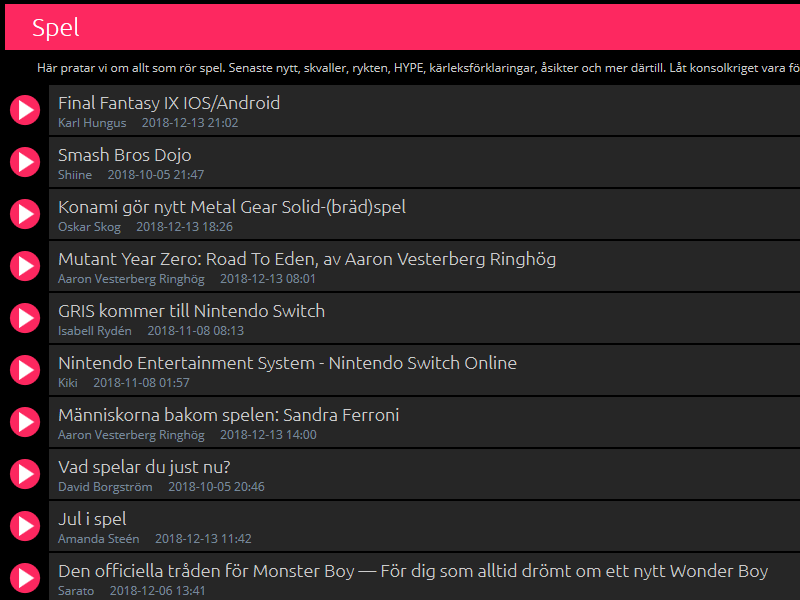 Spel
Här pratar vi om allt som rör spel. Senaste nytt, skvaller, rykten, HYPE, kärleksförklaringar, åsikter och mer därtill. Låt konsolkriget vara fö
Final Fantasy IX IOS/Android
Karl Hungus 2018-12-13 21:02
Smash Bros Dojo
Shiine 2018-10-05 21:47
Konami gör nytt Metal Gear Solid-(bräd)spel
Oskar Skog 2018-12-13 18:26
Mutant Year Zero: Road To Eden, av Aaron Vesterberg Ringhög
Aaron Vesterberg Ringhög 2018-12-13 08:01
GRIS kommer till Nintendo Switch
Isabell Rydén 2018-11-08 08:13
Nintendo Entertainment System - Nintendo Switch Online
Kiki 2018-11-08 01:57
Människorna bakom spelen: Sandra Ferroni
Aaron Vesterberg Ringhög 2018-12-13 14:00
Vad spelar du just nu?
David Borgström 2018-10-05 20:46
Jul i spel
Amanda Steén 2018-12-13 11:42
Den officiella tråden för Monster Boy — För dig som alltid drömt om ett nytt Wonder Boy
Sarato 2018-12-06 13:41